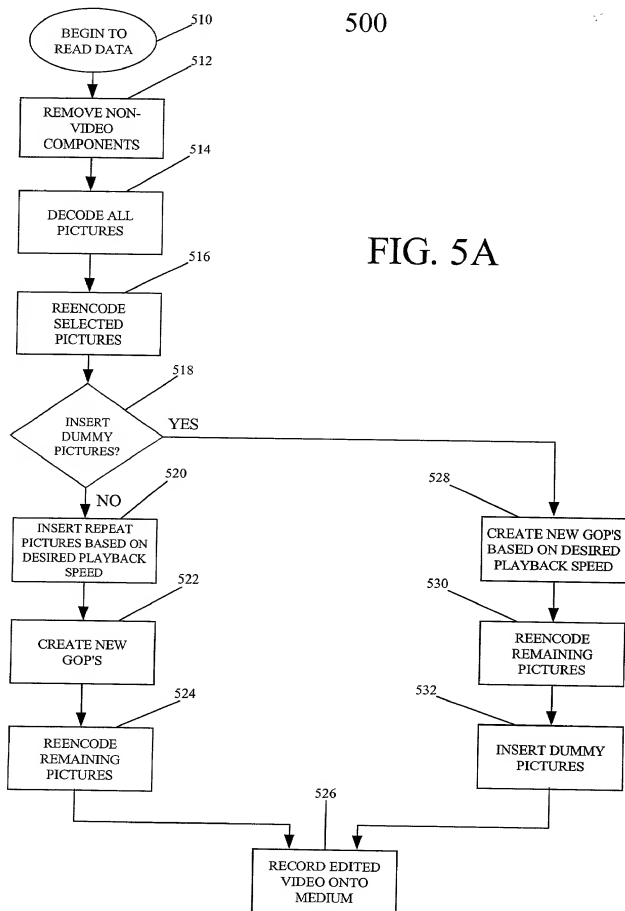 500
510
BEGIN TO
READ DATA
512
REMOVE NON-
VIDEO
COMPONENTS
514
DECODE ALL
PICTURES
FIG. 5A
516
REENCODE
SELECTED
PICTURES
518
INSERT
DUMMY
PICTURES?
YES
NO
520
INSERT REPEAT
PICTURES BASED ON
DESIRED PLAYBACK
SPEED
522
CREATE NEW
GOP'S
524
REENCODE
REMAINING
PICTURES
528
CREATE NEW GOP'S
BASED ON DESIRED
PLAYBACK SPEED
530
REENCODE
REMAINING
PICTURES
532
INSERT DUMMY
PICTURES
526
RECORD EDITED
VIDEO ONTO
MEDIUM